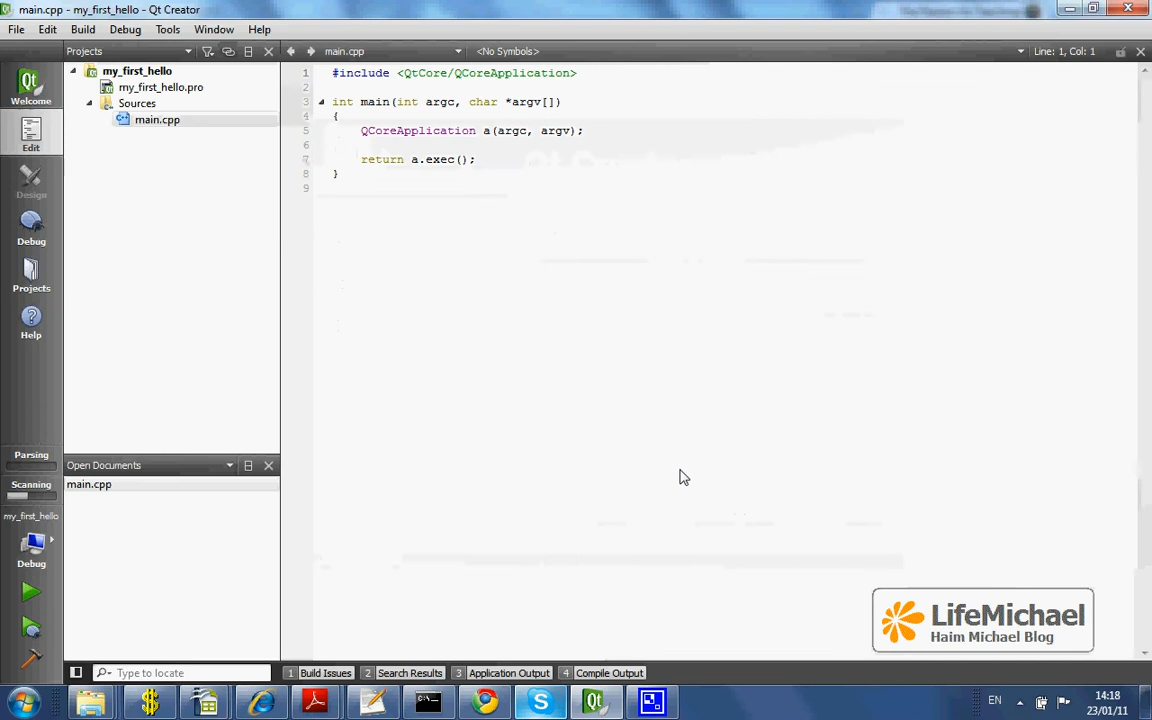 main.cpp - my_first_hello - Qt Creator
File Edit Build Debug Tools Window Help
Projects
main.cpp
<No Symbols>
Line: 1, Col: 1
Qt
Welcome
Edit
Design
Debug
Projects
Help
my_first_hello
my_first_hello.pro
Sources
main.cpp
1 #include <QtCore/QCoreApplication>
2
3 int main(int argc, char *argv[])
4 {
5 QCoreApplication a(argc, argv);
6
7 return a.exec();
8 }
9
Parsing
Scanning
my_first_hello
Debug
Open Documents
main.cpp
LifeMichael
Haim Michael Blog
Type to locate
1 Build Issues
2 Search Results
3 Application Output
4 Compile Output
EN
14:18
23/01/11